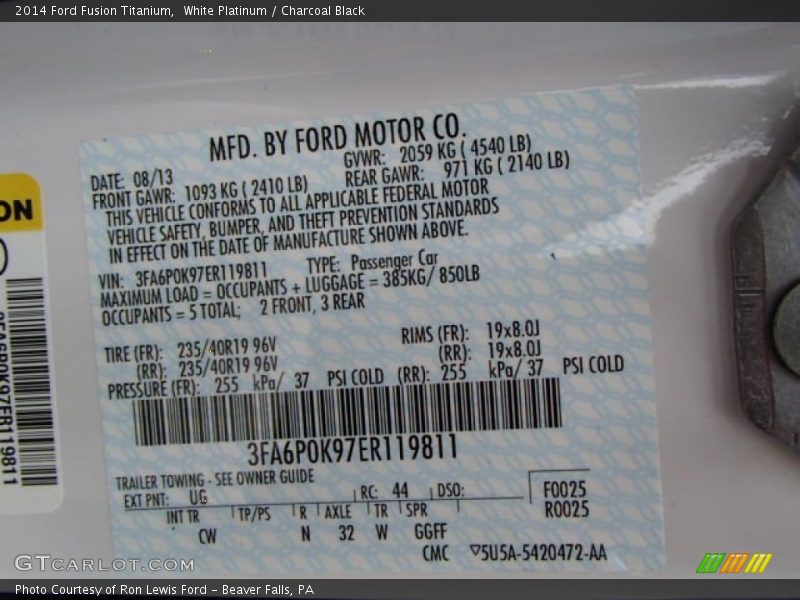 2014 Ford Fusion Titanium,  White Platinum / Charcoal Black
MFD. BY FORD MOTOR CO.
DATE: 08/13 GVWR: 2059 KG ( 4540 LB)
FRONT GAWR: 1093 KG ( 2410 LB) REAR GAWR: 971 KG ( 2140 LB)
THIS VEHICLE CONFORMS TO ALL APPLICABLE FEDERAL MOTOR
VEHICLE SAFETY, BUMPER, AND THEFT PREVENTION STANDARDS
IN EFFECT ON THE DATE OF MANUFACTURE SHOWN ABOVE.
VIN: 3FA6P0K97ER119811 TYPE: Passenger Car
MAXIMUM LOAD = OCCUPANTS + LUGGAGE = 385KG/ 850LB
OCCUPANTS = 5 TOTAL; 2 FRONT, 3 REAR
TIRE (FR): 235/40R19 96V RIMS (FR): 19x8.0J
(RR): 235/40R19 96V (RR): 19x8.0J
PRESSURE (FR): 255 kPa/ 37 PSI COLD (RR): 255 kPa/ 37 PSI COLD
3FA6P0K97ER119811
TRAILER TOWING - SEE OWNER GUIDE
EXT PNT: UG RC: 44 DSO: F0025
R0025
INT TR TP/PS R AXLE TR SPR
CW N 32 W GGFF
CMC 5U5A-5420472-AA
ON
3FA6P0K97ER119811
GTCARLOT.COM
Photo Courtesy of Ron Lewis Ford - Beaver Falls, PA